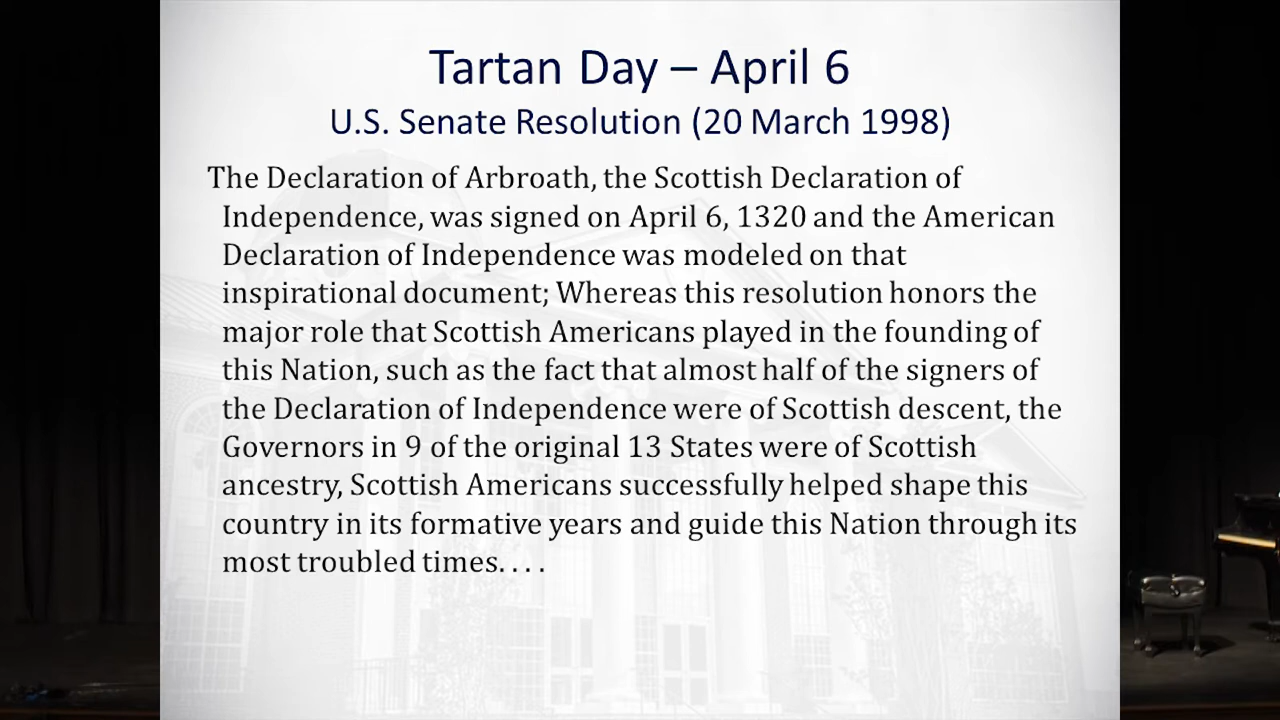 Tartan Day – April 6
U.S. Senate Resolution (20 March 1998)
The Declaration of Arbroath, the Scottish Declaration of
Independence, was signed on April 6, 1320 and the American
Declaration of Independence was modeled on that
inspirational document; Whereas this resolution honors the
major role that Scottish Americans played in the founding of
this Nation, such as the fact that almost half of the signers of
the Declaration of Independence were of Scottish descent, the
Governors in 9 of the original 13 States were of Scottish
ancestry, Scottish Americans successfully helped shape this
country in its formative years and guide this Nation through its
most troubled times. . . .